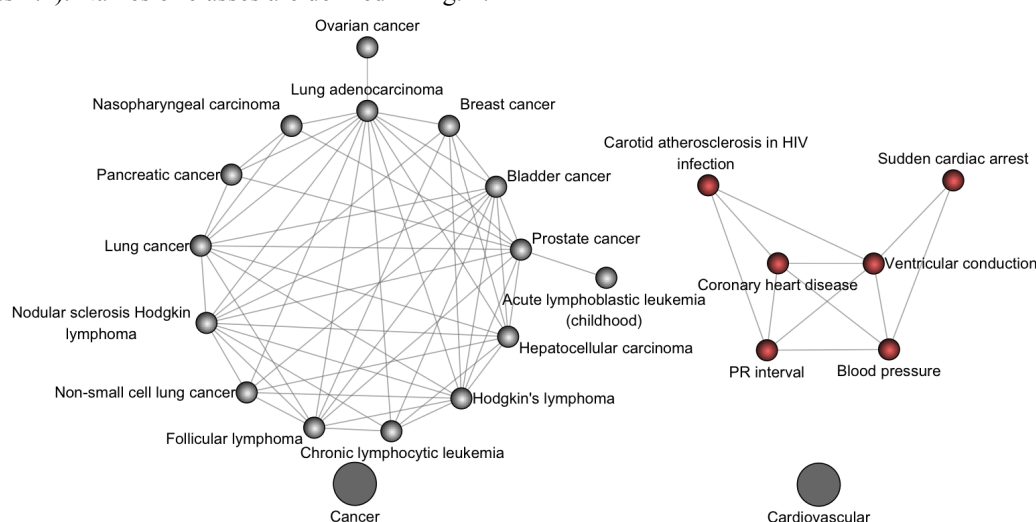 Ovarian cancer
Lung adenocarcinoma
Nasopharyngeal carcinoma
Breast cancer
Pancreatic cancer
Bladder cancer
Lung cancer
Prostate cancer
Acute lymphoblastic leukemia
(childhood)
Nodular sclerosis Hodgkin
lymphoma
Hepatocellular carcinoma
Non-small cell lung cancer
Hodgkin's lymphoma
Follicular lymphoma
Chronic lymphocytic leukemia
Cancer
Carotid atherosclerosis in HIV
infection
Sudden cardiac arrest
Coronary heart disease
Ventricular conduction
PR interval
Blood pressure
Cardiovascular